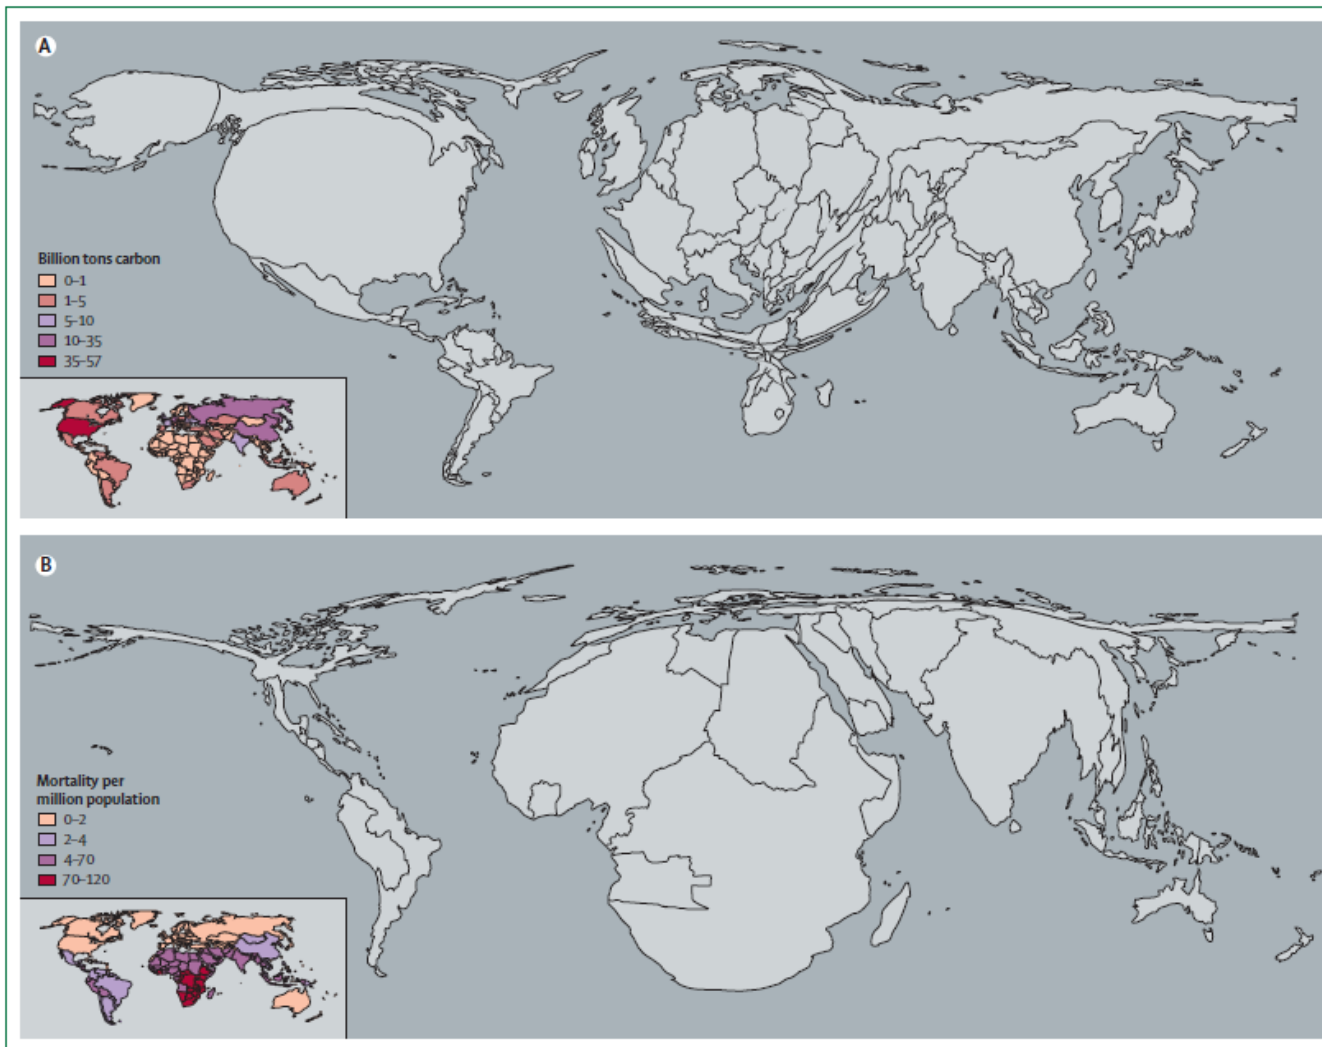 A
Billion tons carbon
0–1
1–5
5–10
10–35
35–57
B
Mortality per
million population
0–2
2–4
4–70
70–120